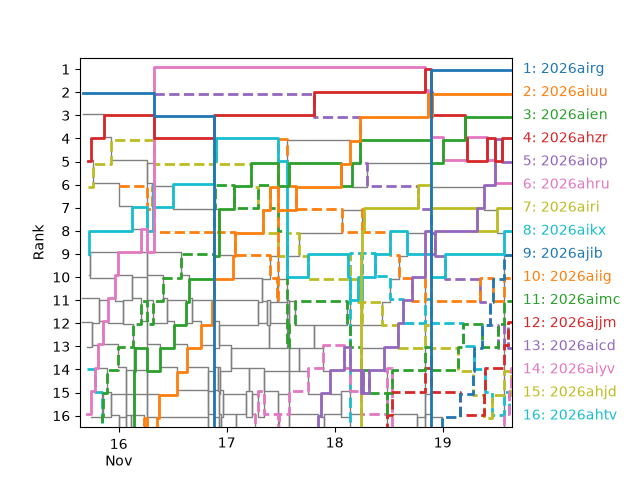 1
2
3
4
5
6
7
8
9
10
11
12
13
14
15
16
Rank
16
17
18
19
Nov
1: 2026airg
2: 2026aiuu
3: 2026aien
4: 2026ahzr
5: 2026aiop
6: 2026ahru
7: 2026airi
8: 2026aikx
9: 2026ajib
10: 2026aiig
11: 2026aimc
12: 2026ajjm
13: 2026aicd
14: 2026aiyv
15: 2026ahjd
16: 2026ahtv